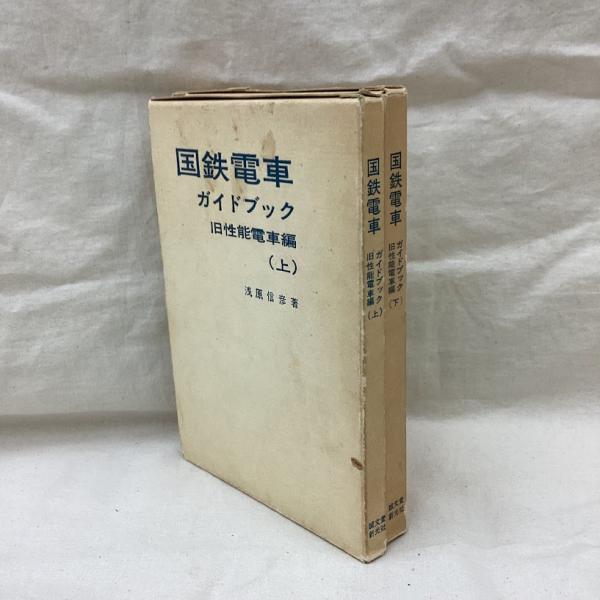 国鉄電車
ガイドブック
旧性能電車編
(上)
浅原信彦著
国鉄電車
ガイドブック
旧性能電車編(上)
誠文堂
新光社
国鉄電車
ガイドブック
旧性能電車編(下)
誠文堂
新光社